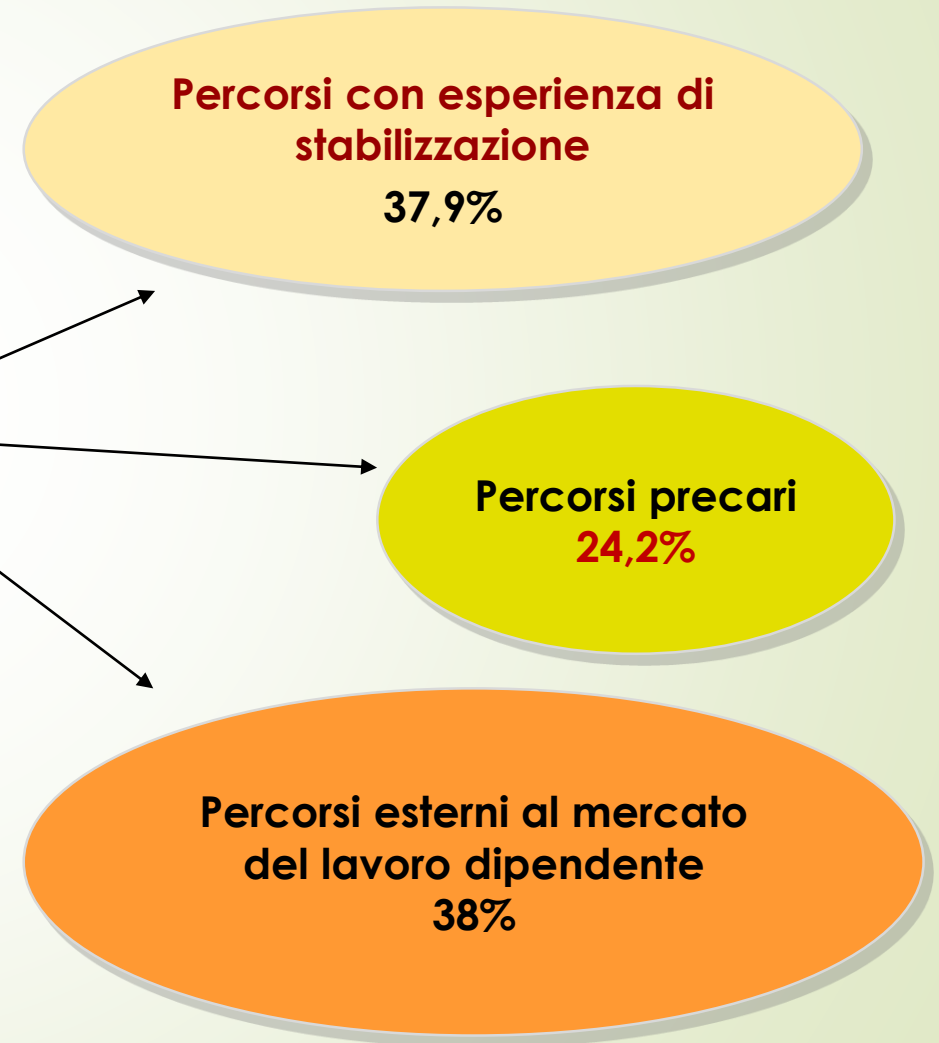 Percorsi con esperienza di
stabilizzazione
37,9%
Percorsi precari
24,2%
Percorsi esterni al mercato
del lavoro dipendente
38%